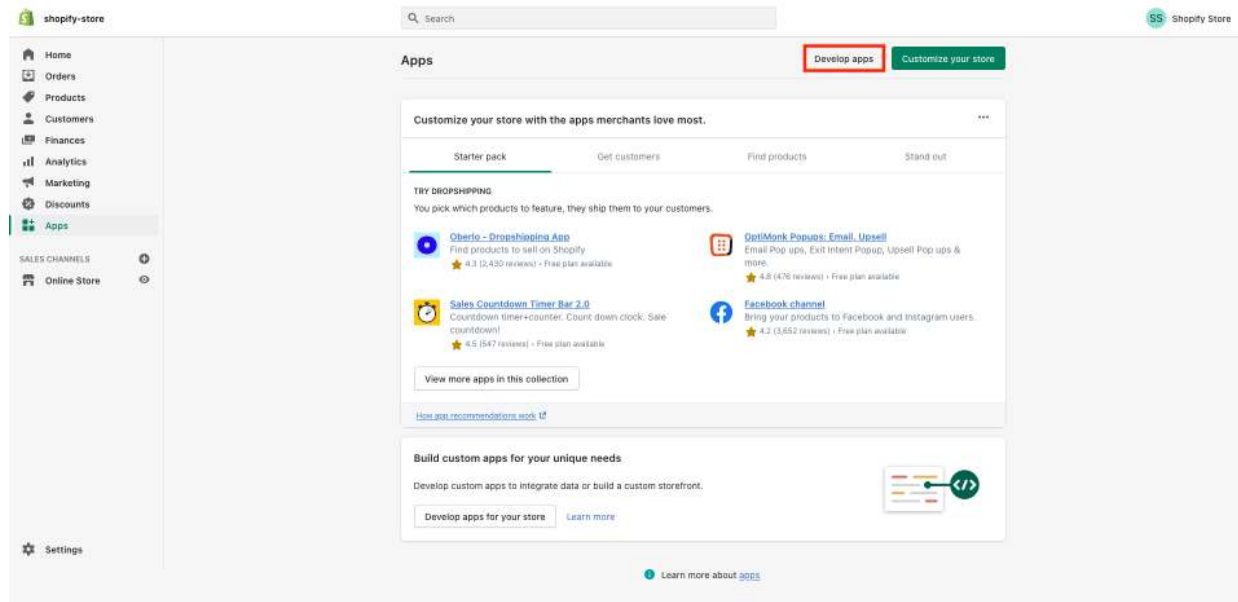 shopify-store
Search
SS Shopify Store
Home
Orders
Products
Customers
Finances
Analytics
Marketing
Discounts
Apps
SALES CHANNELS
Online Store
Settings
Apps
Develop apps
Customize your store
Customize your store with the apps merchants love most.
Starter pack
Get customers
Find products
Stand out
TRY DROPSHIPPING
You pick which products to feature, they ship them to your customers.
Oberlo - Dropshipping App
Find products to sell on Shopify
4.3 (2,430 reviews) • Free plan available
OptiMonk Popups: Email, Upsell
Email Pop ups, Exit Intent Popup, Upsell Pop ups &
more.
4.8 (476 reviews) • Free plan available
Sales Countdown Timer Bar 2.0
Countdown timer+counter. Count down clock. Sale
countdown!
4.5 (547 reviews) • Free plan available
Facebook channel
Bring your products to Facebook and Instagram users.
4.2 (3,652 reviews) • Free plan available
View more apps in this collection
How app recommendations work
Build custom apps for your unique needs
Develop custom apps to integrate data or build a custom storefront.
Develop apps for your store
Learn more
Learn more about apps